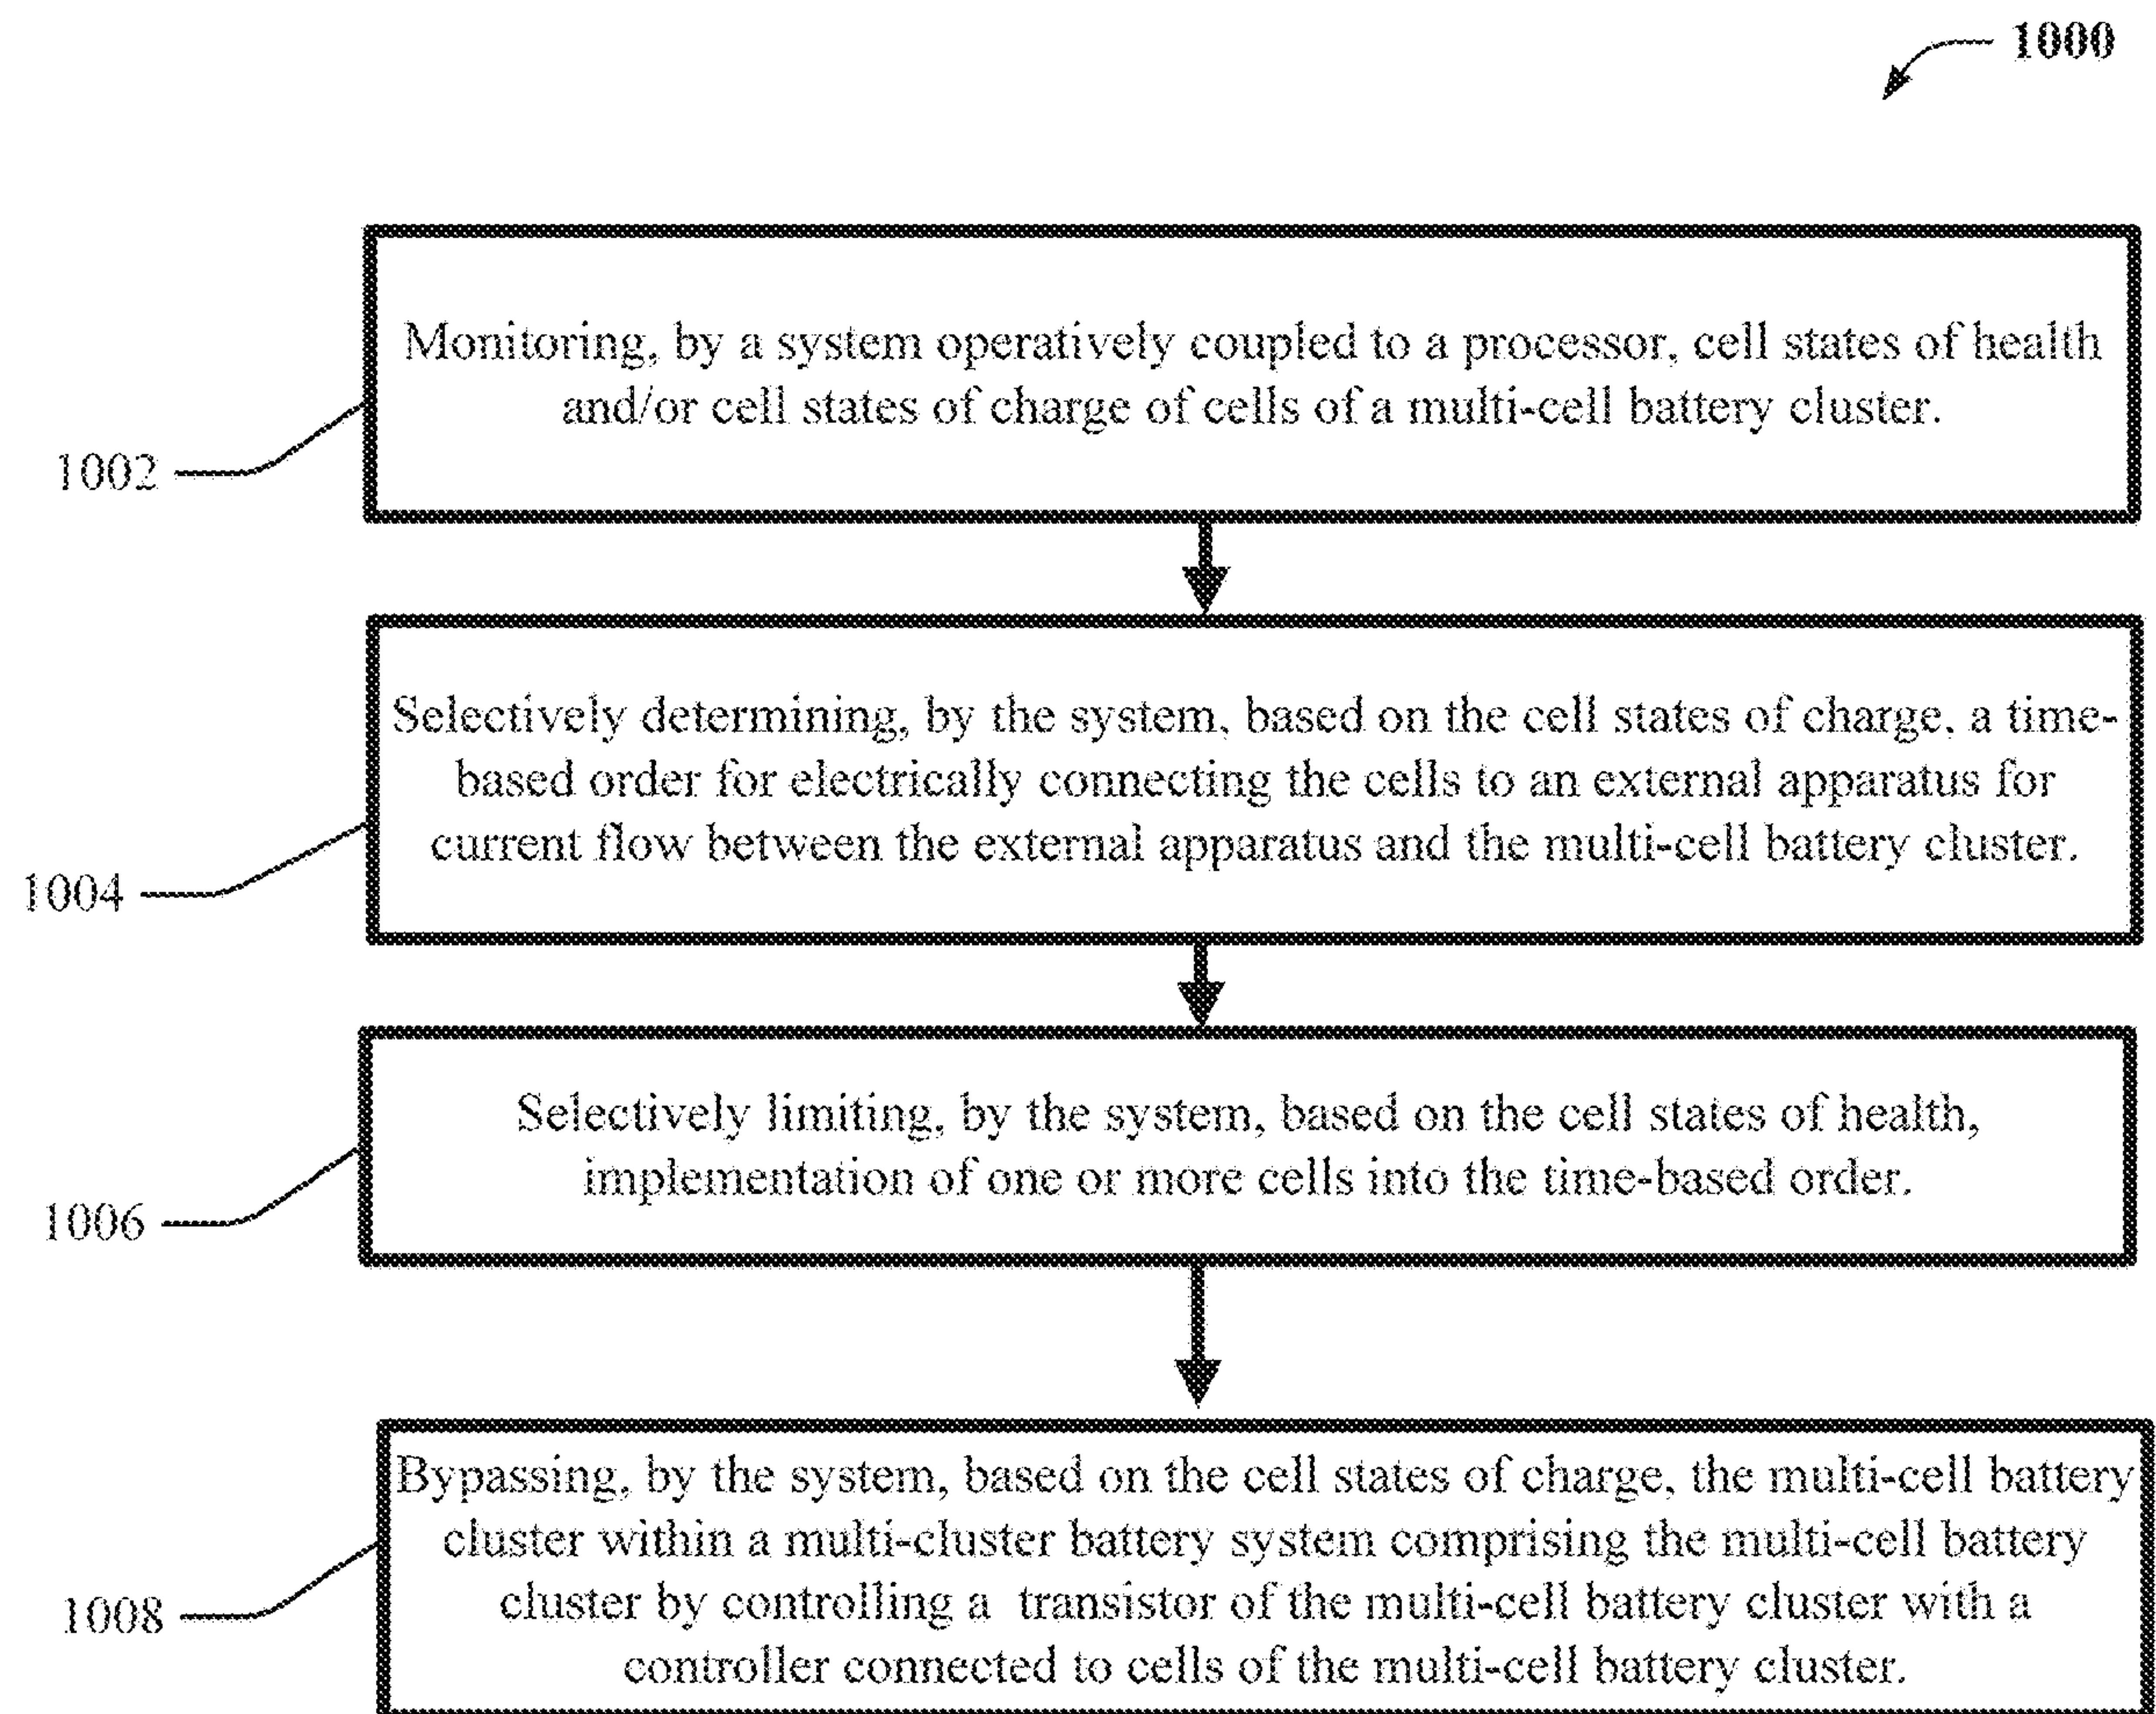 1000
Monitoring, by a system operatively coupled to a processor, cell states of health
and/or cell states of charge of cells of a multi-cell battery cluster.
1002
Selectively determining, by the system, based on the cell states of charge, a time-
based order for electrically connecting the cells to an external apparatus for
current flow between the external apparatus and the multi-cell battery cluster.
1004
Selectively limiting, by the system, based on the cell states of health,
implementation of one or more cells into the time-based order.
1006
Bypassing, by the system, based on the cell states of charge, the multi-cell battery
cluster within a multi-cluster battery system comprising the multi-cell battery
cluster by controlling a transistor of the multi-cell battery cluster with a
controller connected to cells of the multi-cell battery cluster.
1008